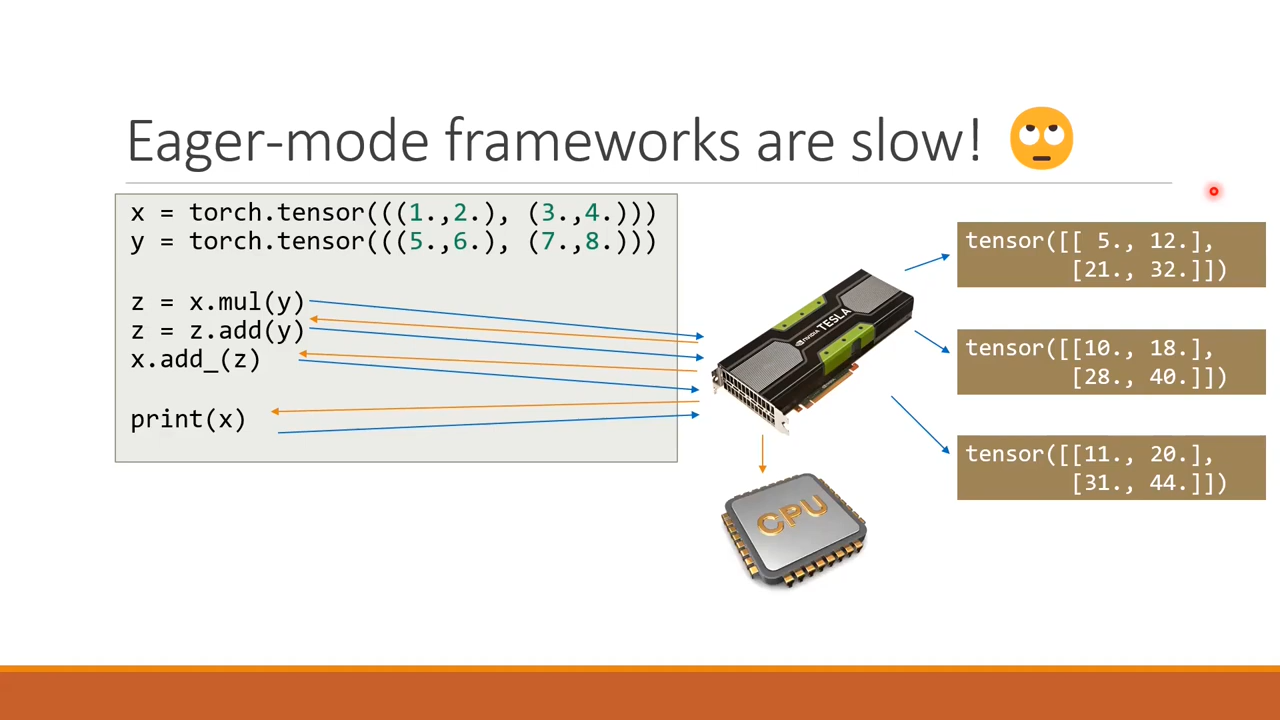 Eager-mode frameworks are slow!
x = torch.tensor(((1.,2.), (3.,4.)))
y = torch.tensor(((5.,6.), (7.,8.)))
z = x.mul(y)
z = z.add(y)
x.add_(z)
print(x)
NVIDIA TESLA
CPU
tensor([[ 5., 12.],
[21., 32.]])
tensor([[10., 18.],
[28., 40.]])
tensor([[11., 20.],
[31., 44.]])